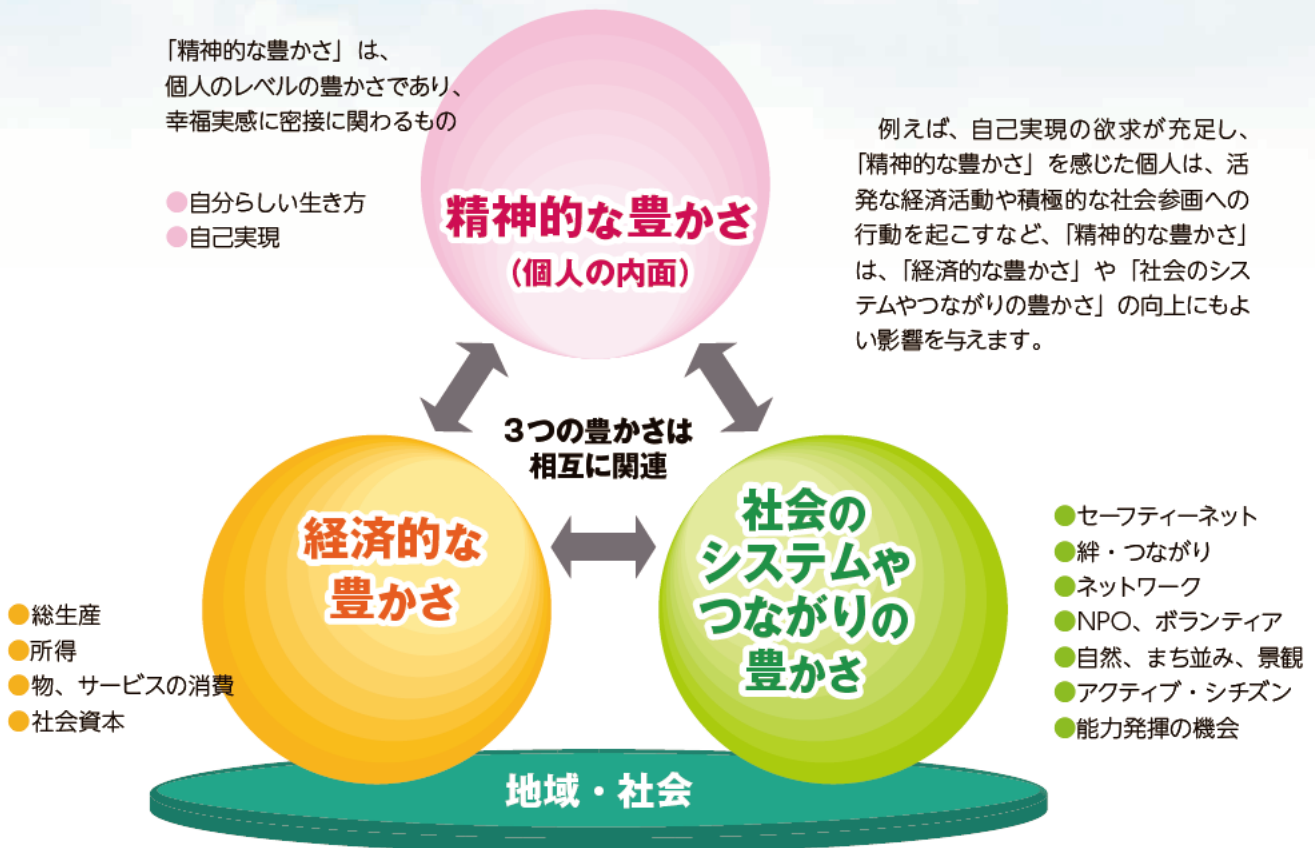 「精神的な豊かさ」は、
個人のレベルの豊かさであり、
幸福実感に密接に関わるもの
●自分らしい生き方
●自己実現
精神的な豊かさ
(個人の内面)
例えば、自己実現の欲求が充足し、
「精神的な豊かさ」を感じた個人は、活
発な経済活動や積極的な社会参画への
行動を起こすなど、「精神的な豊かさ」
は、「経済的な豊かさ」や「社会のシス
テムやつながりの豊かさ」の向上にもよ
い影響を与えます。
3つの豊かさは
相互に関連
経済的な
豊かさ
●総生産
●所得
●物、サービスの消費
●社会資本
社会の
システムや
つながりの
豊かさ
●セーフティーネット
●絆・つながり
●ネットワーク
●NPO、ボランティア
●自然、まち並み、景観
●アクティブ・シチズン
●能力発揮の機会
地域・社会